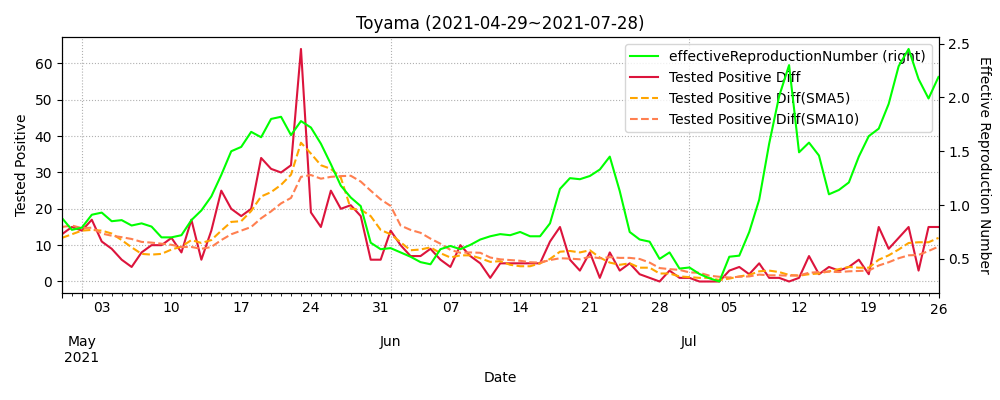 Toyama (2021-04-29~2021-07-28)
effectiveReproductionNumber (right)
Tested Positive Diff
Tested Positive Diff(SMA5)
Tested Positive Diff(SMA10)
Tested Positive
60
50
40
30
20
10
0
2.5
2.0
1.5
1.0
0.5
Effective Reproduction Number
03 10 17 24 31 07 14 21 28 05 12 19 26
May Jun Jul
2021
Date